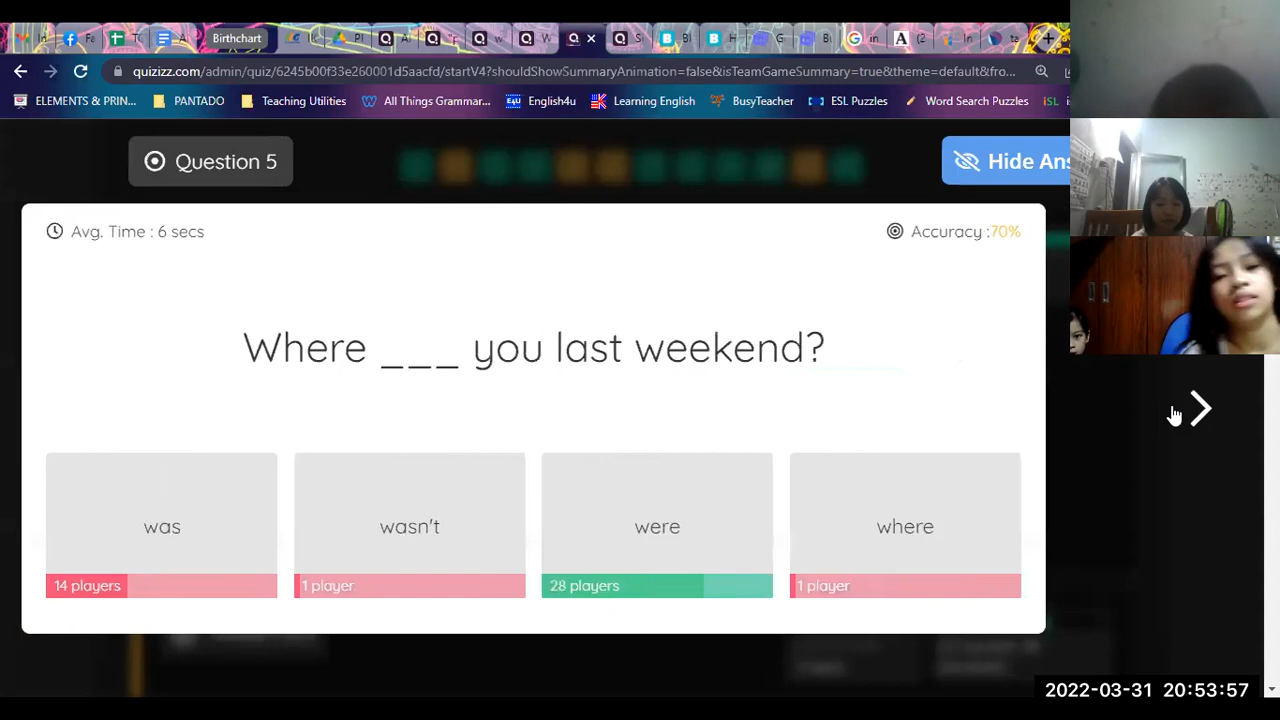 Birthchart
quizizz.com/admin/quiz/6245b00f33e260001d5aacfd/startV4?shouldShowSummaryAnimation=false&isTeamGameSummary=true&theme=default&fro...
ELEMENTS & PRIN... PANTADO Teaching Utilities All Things Grammar... English4u Learning English BusyTeacher ESL Puzzles Word Search Puzzles iSL
Question 5
Hide Ans
Avg. Time : 6 secs
Accuracy :70%
Where ___ you last weekend?
was
wasn't
were
where
14 players
1 player
28 players
1 player
2022-03-31 20:53:57